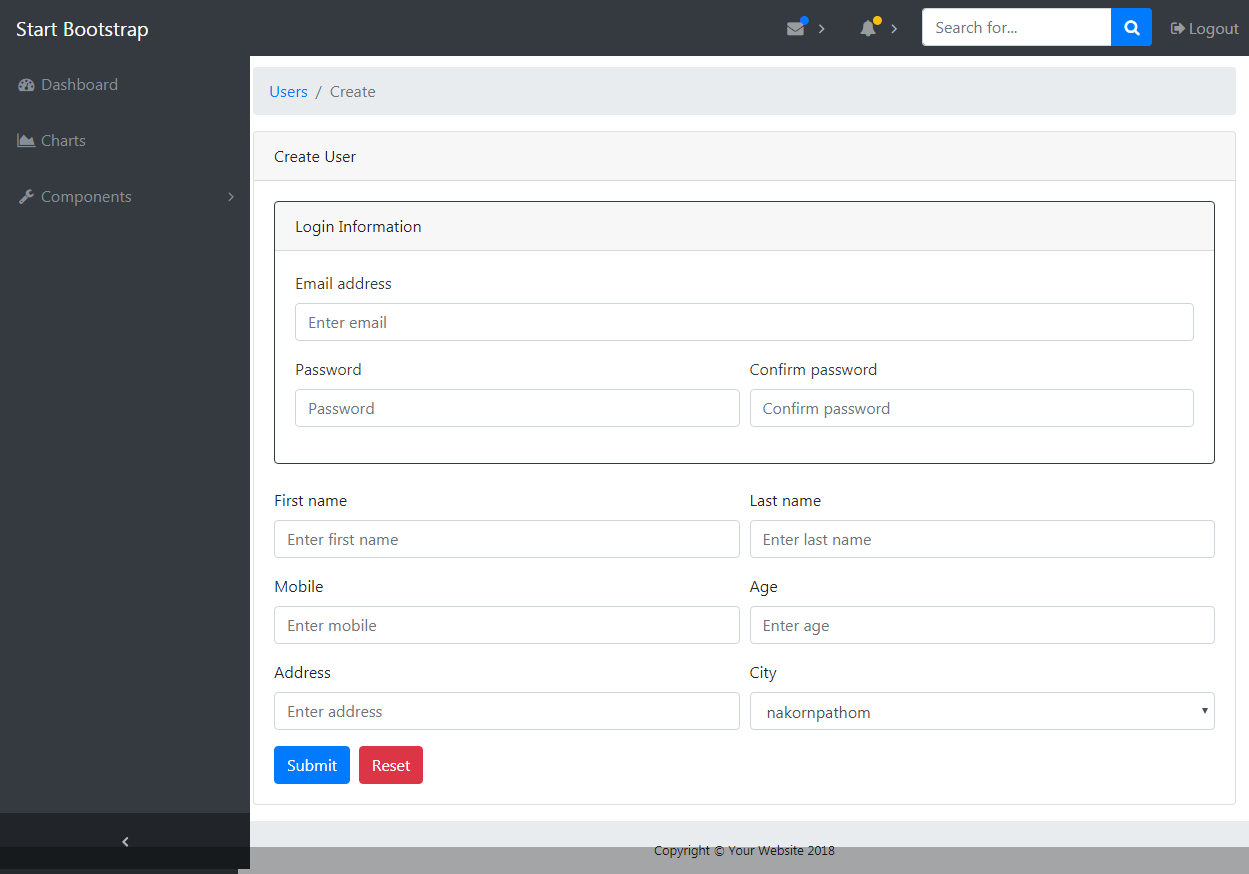 Start Bootstrap
Search for...
Logout
Dashboard
Charts
Components
Users / Create
Create User
Login Information
Email address
Enter email
Password Confirm password
Password Confirm password
First name Last name
Enter first name Enter last name
Mobile Age
Enter mobile Enter age
Address City
Enter address nakornpathom
Submit Reset
Copyright © Your Website 2018